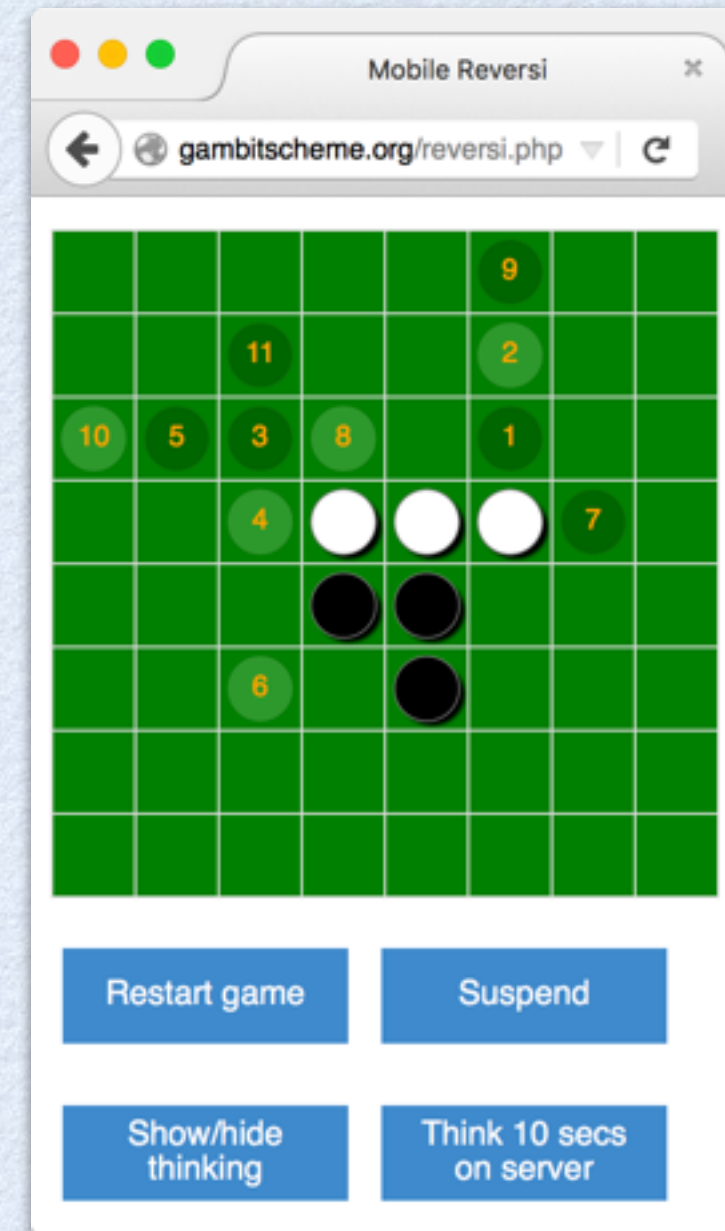 Mobile Reversi
gambitscheme.org/reversi.php
9
11 2
10 5 3 8 1
4 7
6
Restart game Suspend
Show/hide Think 10 secs
thinking on server